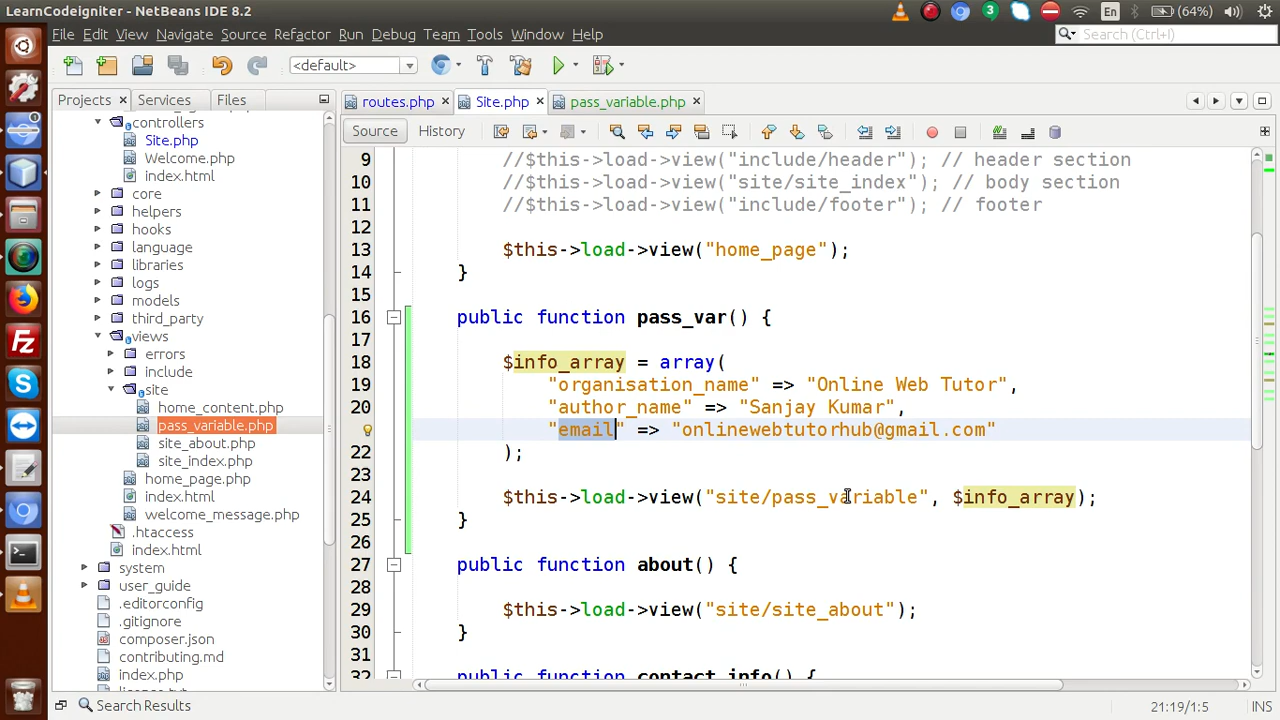 LearnCodeigniter - NetBeans IDE 8.2
3 En (64%)
File Edit View Navigate Source Refactor Run Debug Team Tools Window Help
Search (Ctrl+I)
<default>
Projects Services Files
routes.php Site.php pass_variable.php
Source History
controllers
Site.php
Welcome.php
index.html
core
helpers
hooks
language
libraries
logs
models
third_party
views
errors
include
site
home_content.php
pass_variable.php
site_about.php
site_index.php
home_page.php
index.html
welcome_message.php
.htaccess
index.html
system
user_guide
.editorconfig
.gitignore
composer.json
contributing.md
index.php
license.txt
9 //$this->load->view("include/header"); // header section
10 //$this->load->view("site/site_index"); // body section
11 //$this->load->view("include/footer"); // footer
12
13 $this->load->view("home_page");
14 }
15
16 public function pass_var() {
17
18 $info_array = array(
19 "organisation_name" => "Online Web Tutor",
20 "author_name" => "Sanjay Kumar",
"email" => "onlinewebtutorhub@gmail.com"
22 );
23
24 $this->load->view("site/pass_variable", $info_array);
25 }
26
27 public function about() {
28
29 $this->load->view("site/site_about");
30 }
31
32 public function contact_info() {
Search Results
21:19/1:5 INS